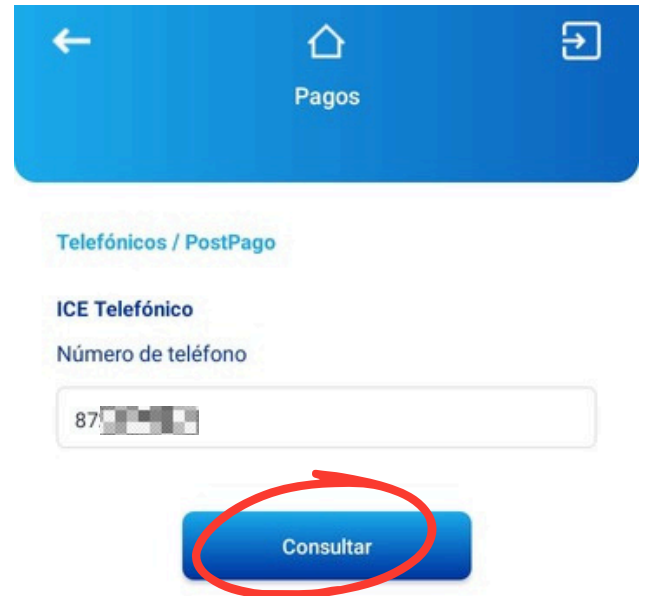 Pagos
Telefónicos / PostPago
ICE Telefónico
Número de teléfono
87
Consultar